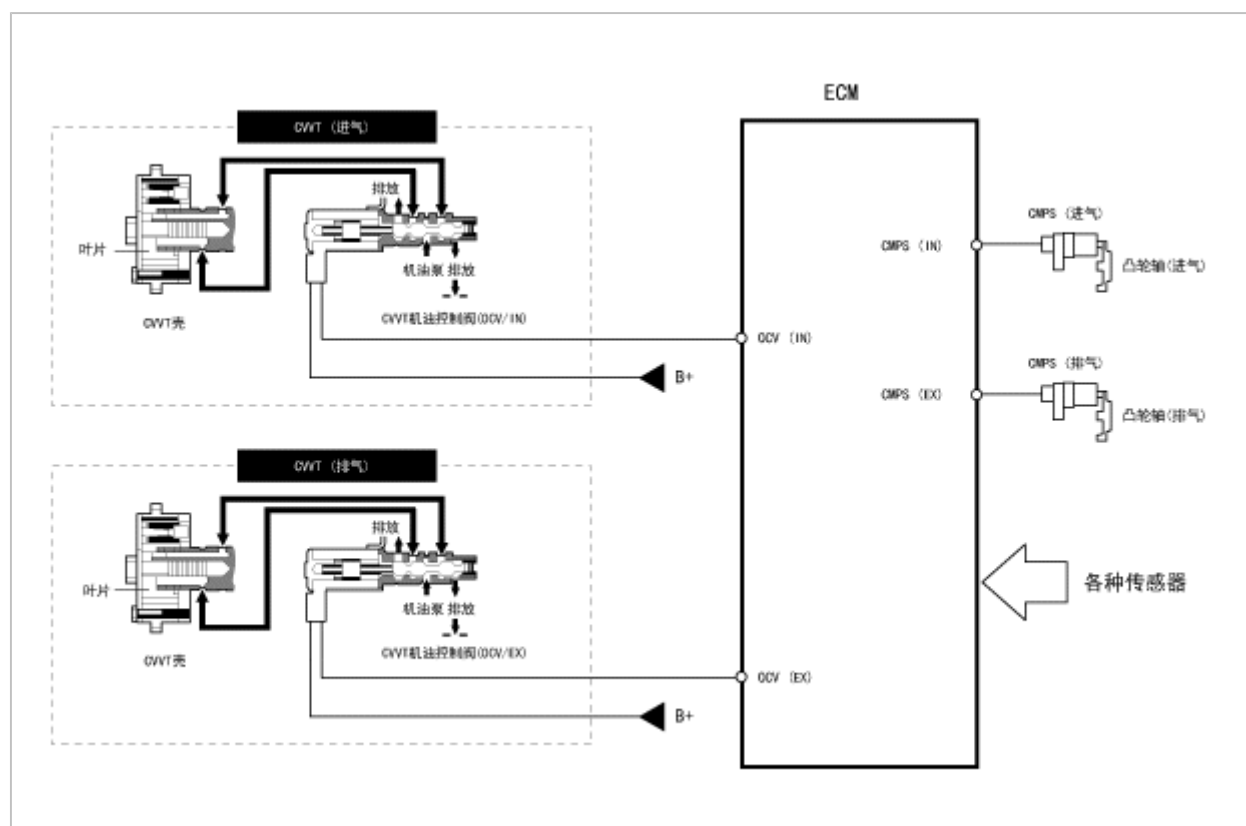 ECM
CVVT (进气)
排放
叶片
机油泵 排放
CVVT壳
CVVT机油控制阀(OCV/IN)
B+
OCV (IN)
CMPS (IN)
CMPS (进气)
凸轮轴(进气)
CMPS (EX)
CMPS (排气)
凸轮轴(排气)
CVVT (排气)
排放
叶片
机油泵 排放
CVVT壳
CVVT机油控制阀(OCV/EX)
B+
OCV (EX)
各种传感器